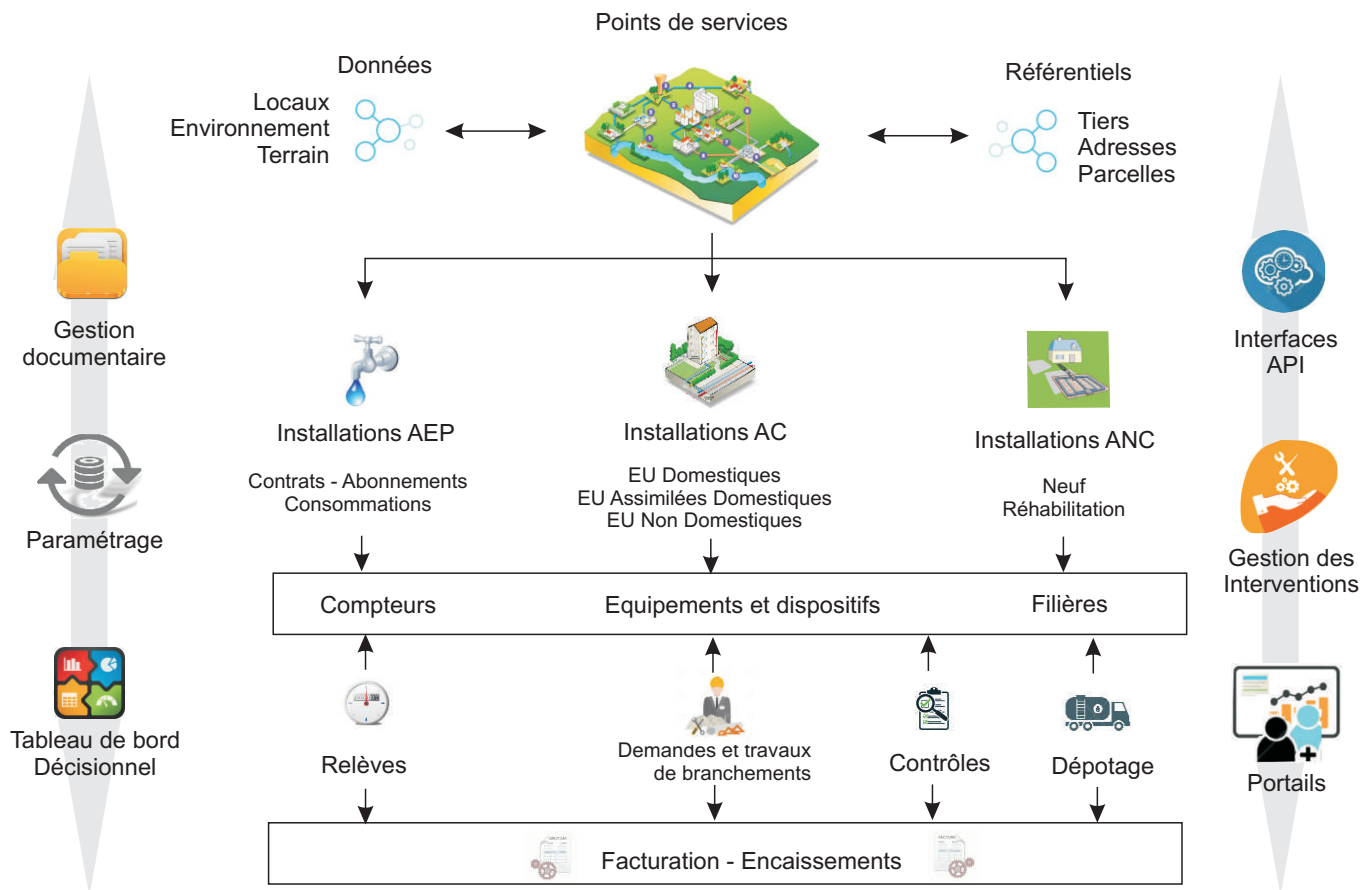 Points de services
Données
Locaux
Environnement
Terrain
Référentiels
Tiers
Adresses
Parcelles
Gestion
documentaire
Paramétrage
Tableau de bord
Décisionnel
Installations AEP
Contrats - Abonnements
Consommations
Installations AC
EU Domestiques
EU Assimilées Domestiques
EU Non Domestiques
Installations ANC
Neuf
Réhabilitation
Interfaces
API
Gestion des
Interventions
Portails
Compteurs
Equipements et dispositifs
Filières
Relèves
Demandes et travaux
de branchements
Contrôles
Dépotage
Facturation - Encaissements